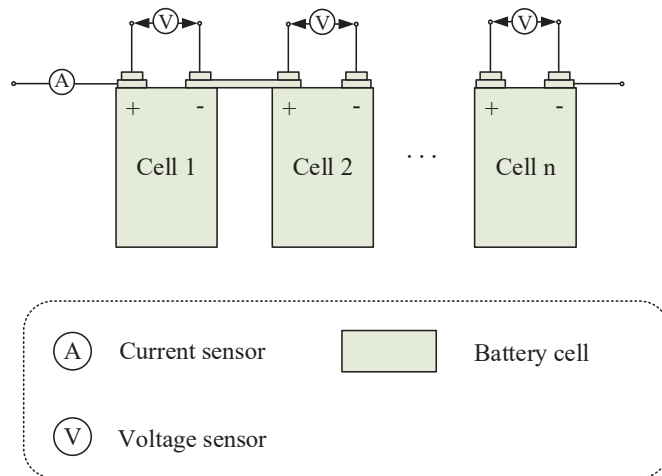 V V V
A
+ - + - + -
Cell 1 Cell 2 ... Cell n
A Current sensor Battery cell
V Voltage sensor